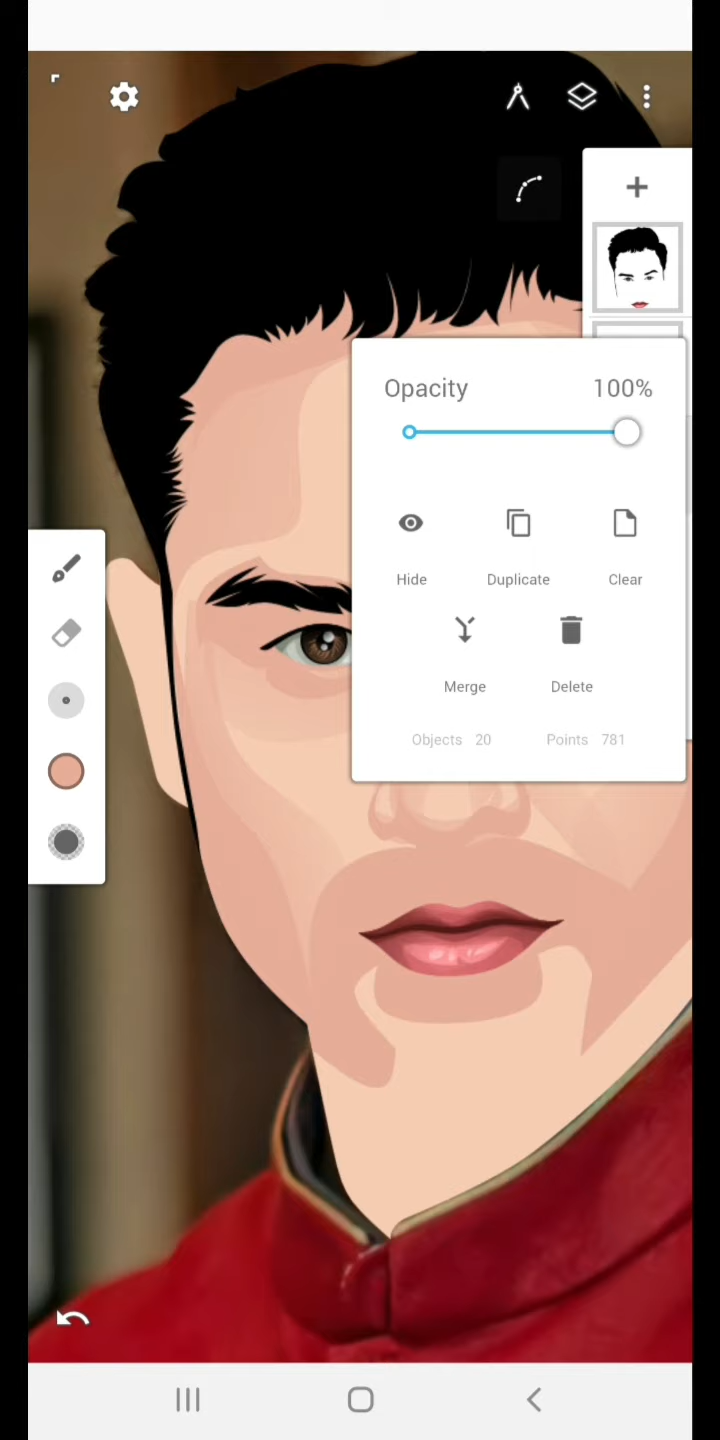 Opacity 100%
Hide Duplicate Clear
Merge Delete
Objects 20 Points 781